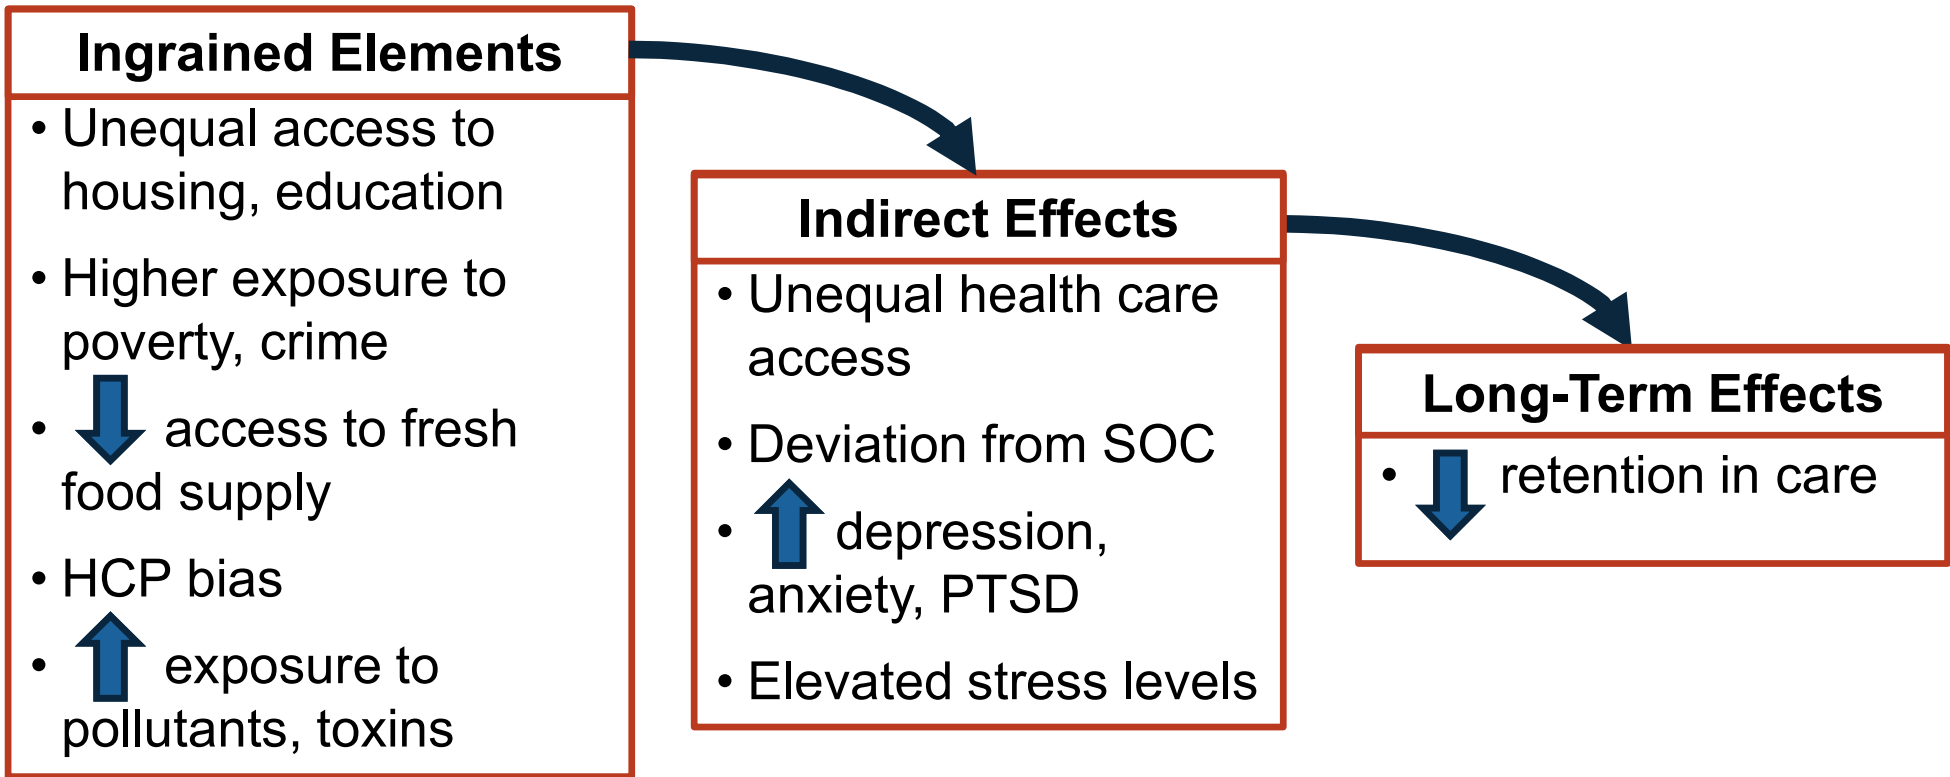 Ingrained Elements
• Unequal access to
housing, education
• Higher exposure to
poverty, crime
• access to fresh
food supply
• HCP bias
• exposure to
pollutants, toxins
Indirect Effects
• Unequal health care
access
• Deviation from SOC
• depression,
anxiety, PTSD
• Elevated stress levels
Long-Term Effects
• retention in care